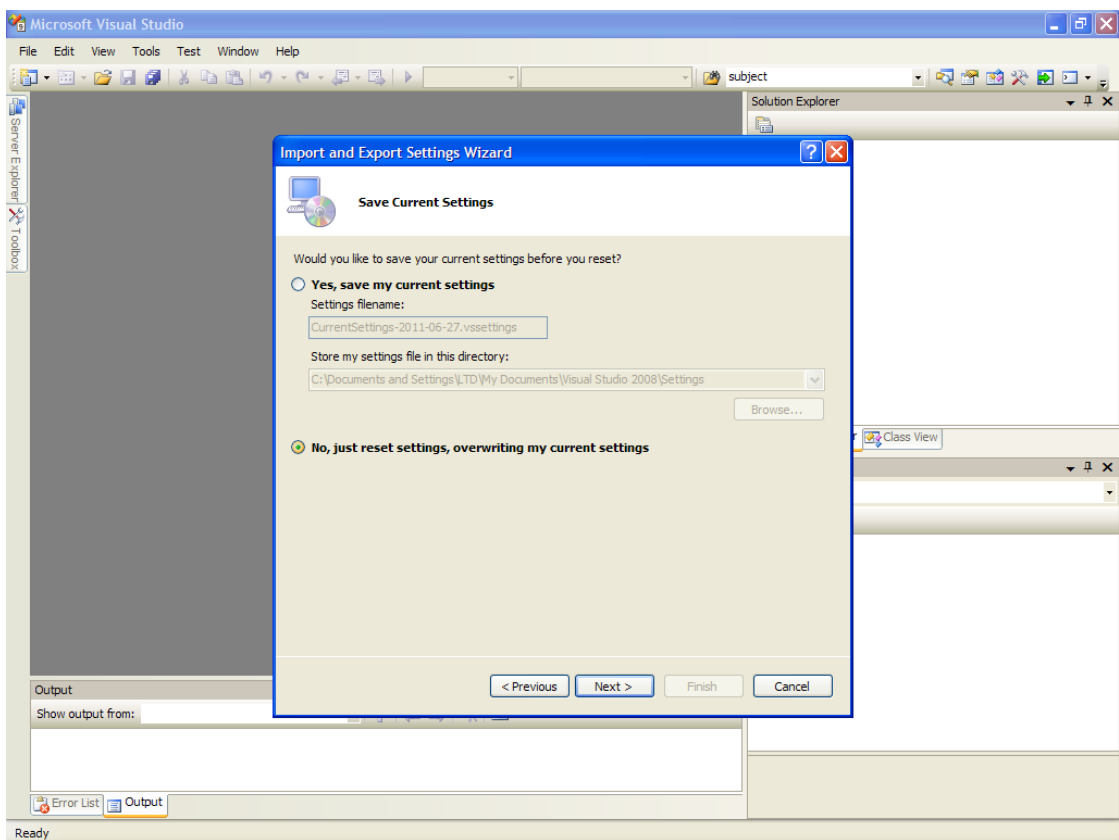 Microsoft Visual Studio
File Edit View Tools Test Window Help
subject
Server Explorer
Toolbox
Solution Explorer
Import and Export Settings Wizard
Save Current Settings
Would you like to save your current settings before you reset?
Yes, save my current settings
Settings filename:
CurrentSettings-2011-06-27.vssettings
Store my settings file in this directory:
C:\Documents and Settings\LTD\My Documents\Visual Studio 2008\Settings
Browse...
No, just reset settings, overwriting my current settings
Class View
< Previous Next > Finish Cancel
Output
Show output from:
Error List Output
Ready